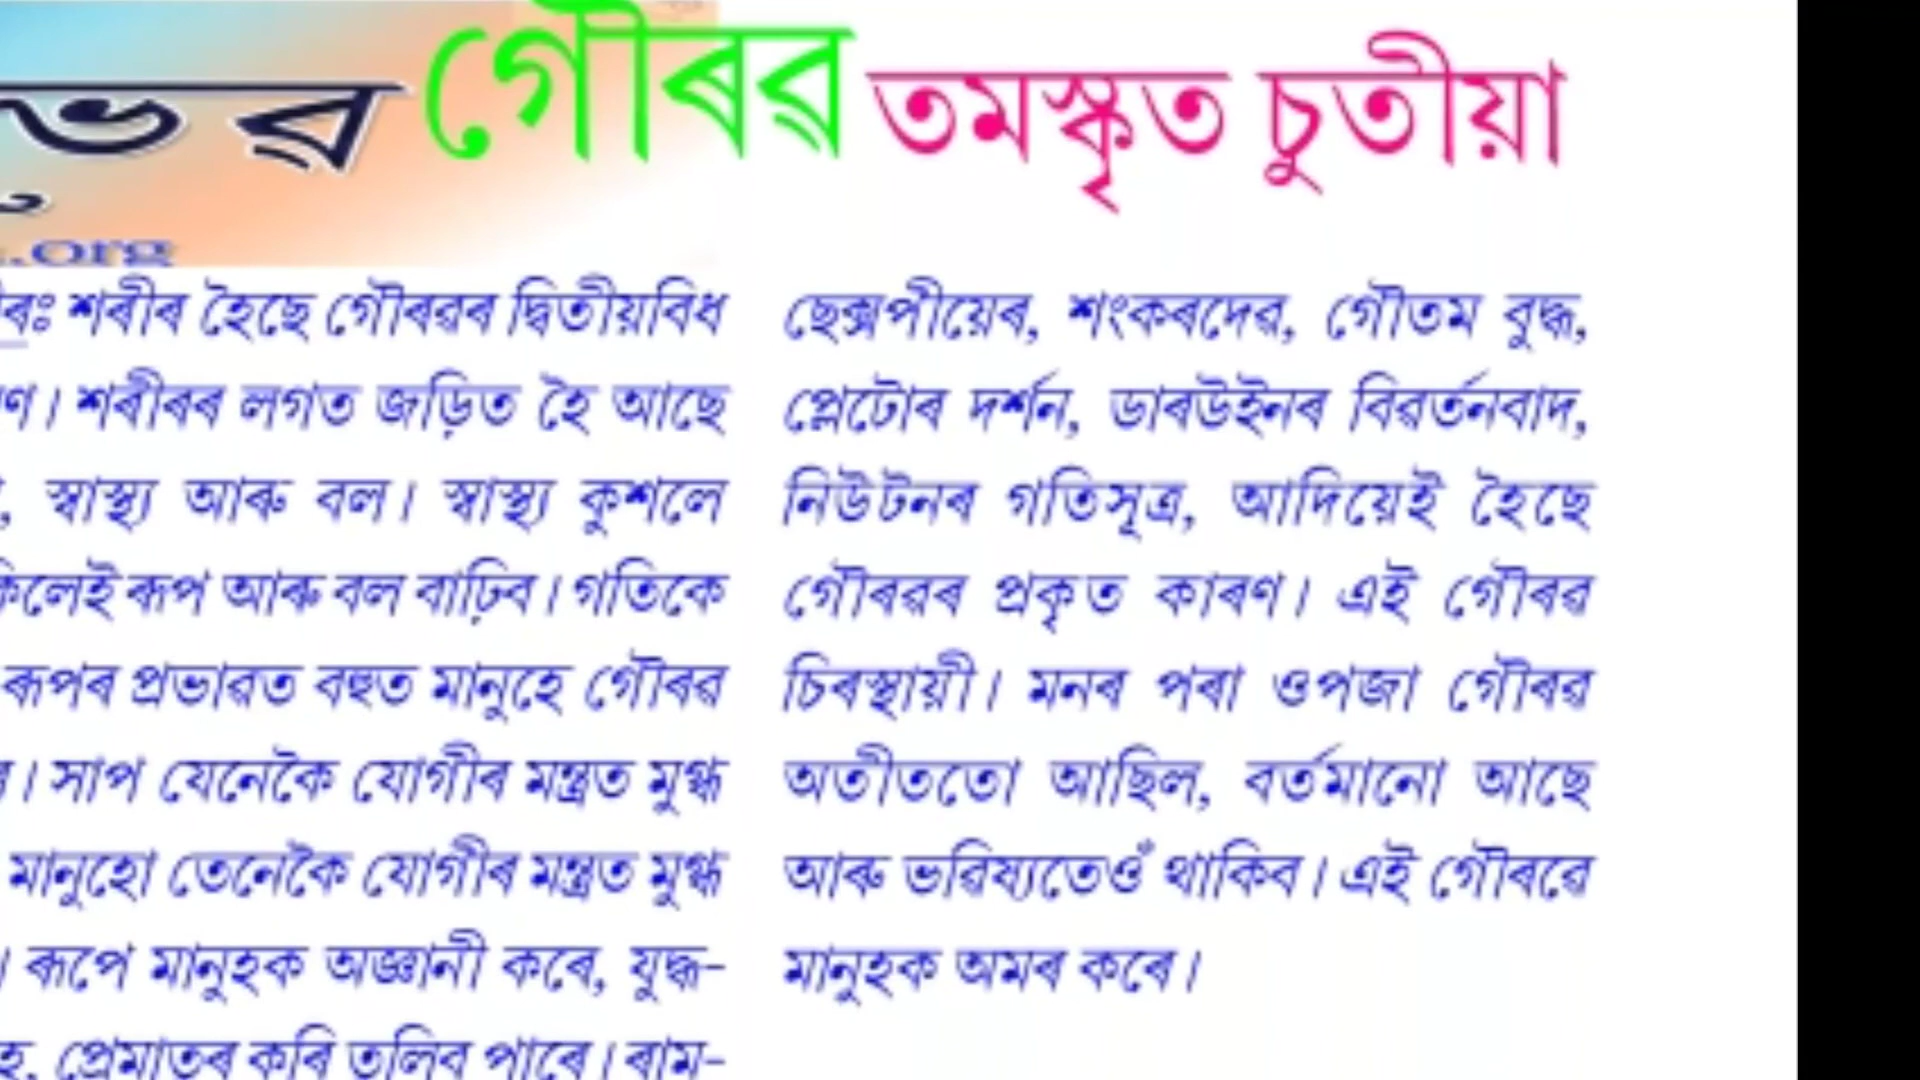 গৌৰৱ
তমস্কৃত চুতীয়া
শৰীৰ হৈছে গৌৰৱৰ দ্বিতীয়বিধ
শৰীৰৰ লগত জড়িত হৈ আছে
স্বাস্থ্য আৰু বল। স্বাস্থ্য কুশলে
ৰূপ আৰু বল বাঢ়িব। গতিকে
ৰূপৰ প্ৰভাৱত বহুত মানুহে গৌৰৱ
সাপ যেনেকৈ যোগীৰ মন্ত্ৰত মুগ্ধ
মানুহো তেনেকৈ যোগীৰ মন্ত্ৰত মুগ্ধ
। ৰূপে মানুহক অজ্ঞানী কৰে, যুদ্ধ-
প্ৰেমাতৰ কৰি তলিব পাৰে। ৰাম-
ছেক্সপীয়েৰ, শংকৰদেৱ, গৌতম বুদ্ধ,
প্লেটোৰ দৰ্শন, ডাৰউইনৰ বিৱৰ্তনবাদ,
নিউটনৰ গতিসূত্ৰ, আদিয়েই হৈছে
গৌৰৱৰ প্ৰকৃত কাৰণ। এই গৌৰৱ
চিৰস্থায়ী। মনৰ পৰা ওপজা গৌৰৱ
অতীততো আছিল, বৰ্তমানো আছে
আৰু ভৱিষ্যতেওঁ থাকিব। এই গৌৰৱে
মানুহক অমৰ কৰে।